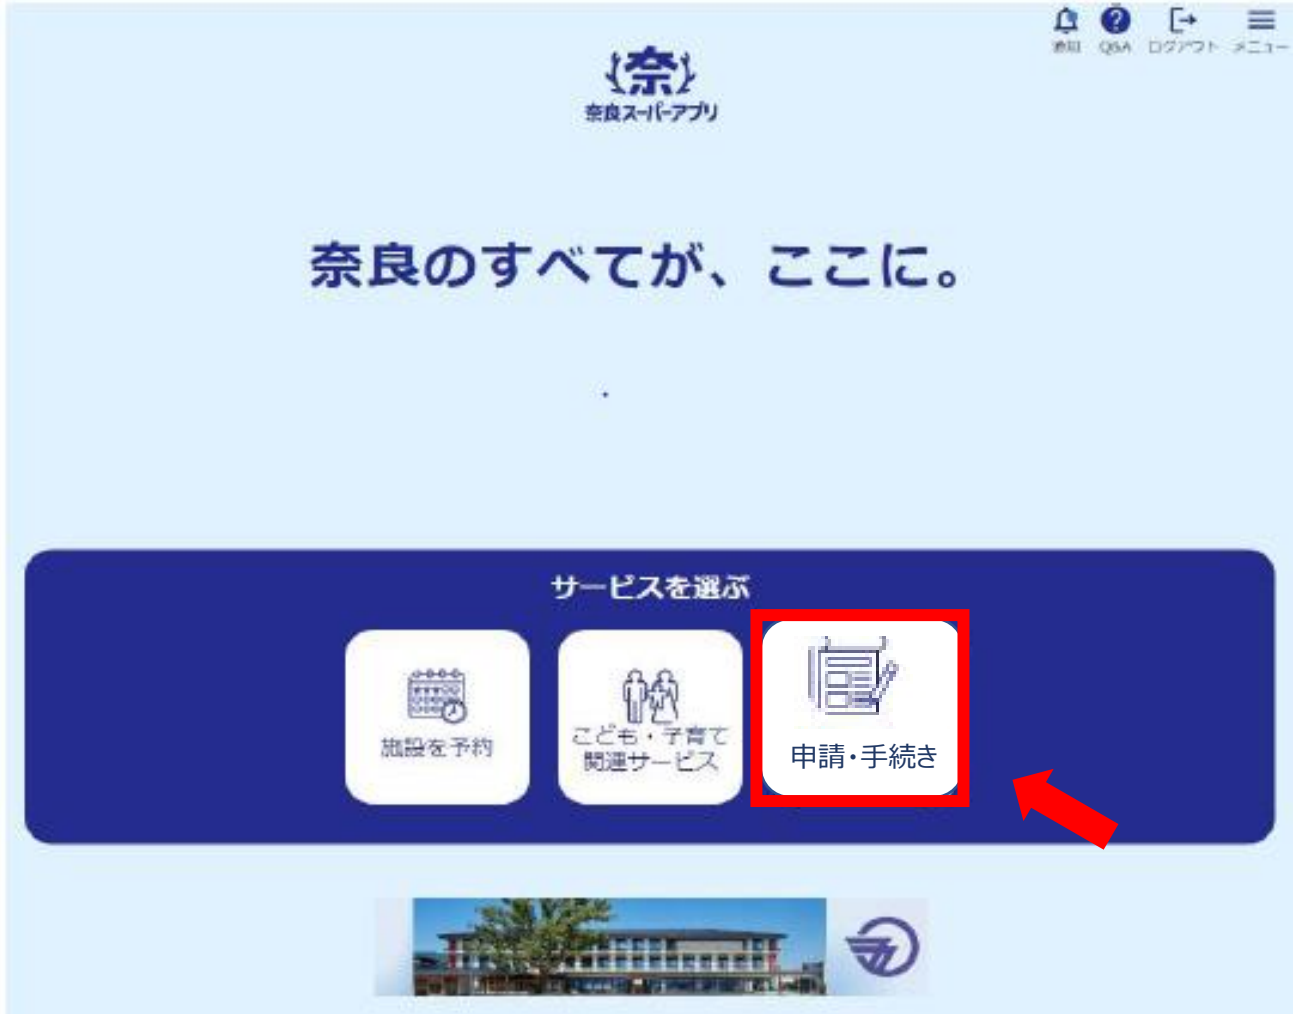 通知 Q&A ログアウト メニュー
奈
奈良スーパーアプリ
奈良のすべてが、ここに。
サービスを選ぶ
施設を予約
こども・子育て
関連サービス
申請・手続き